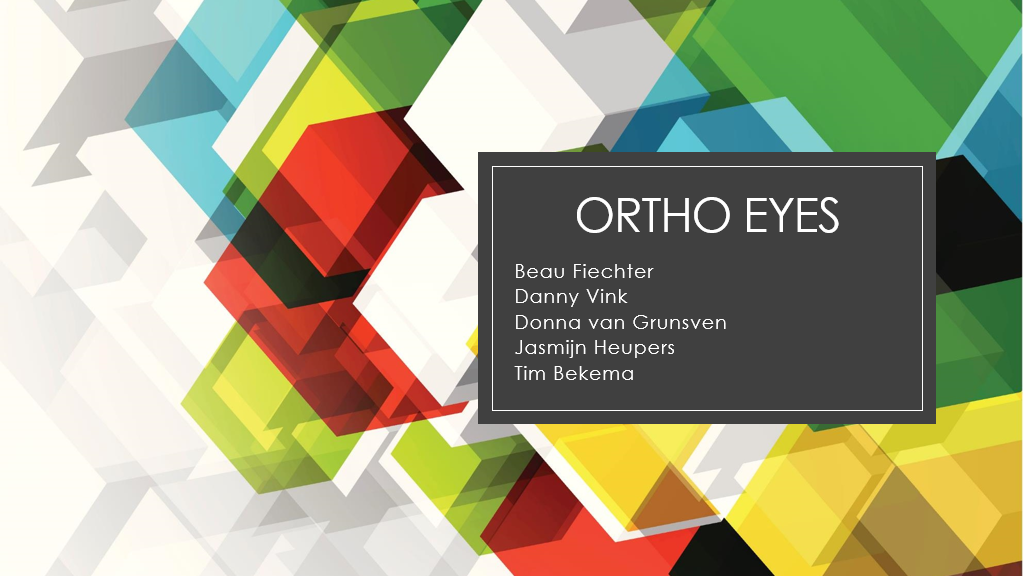 ORTHO EYES
Beau Fiechter
Danny Vink
Donna van Grunsven
Jasmijn Heupers
Tim Bekema